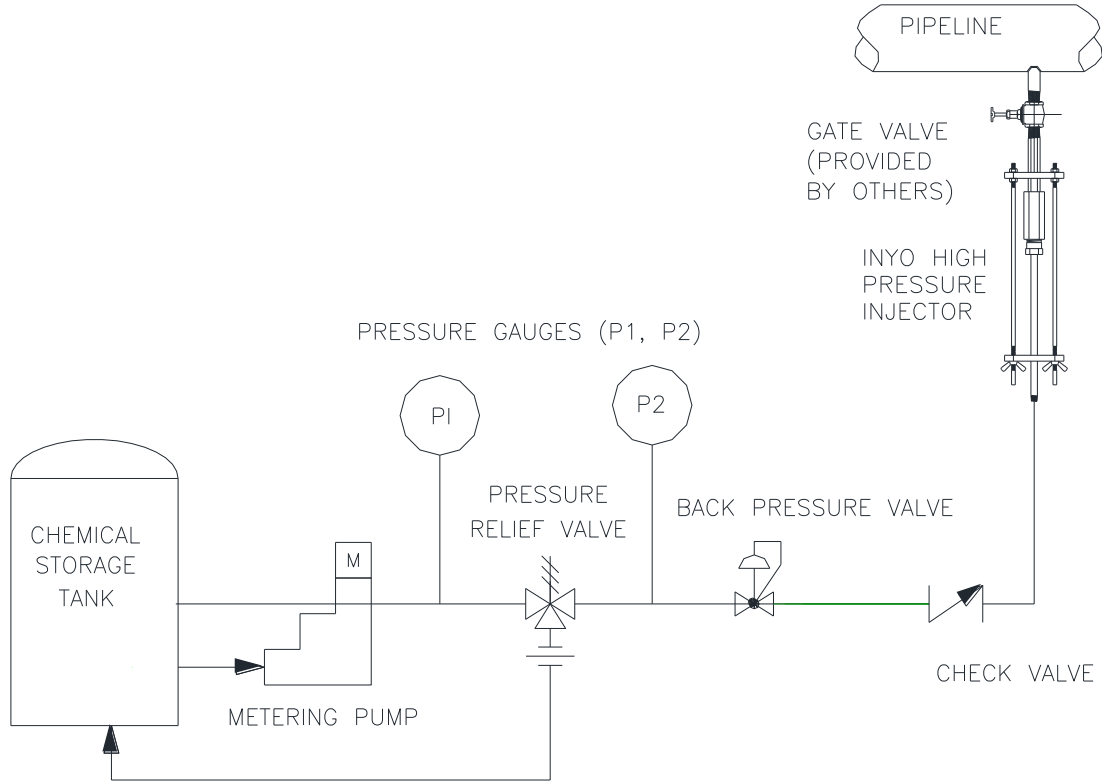 PIPELINE
GATE VALVE
(PROVIDED
BY OTHERS)
INYO HIGH
PRESSURE
INJECTOR
PRESSURE GAUGES (P1, P2)
P1
P2
PRESSURE
RELIEF VALVE
BACK PRESSURE VALVE
CHEMICAL
STORAGE
TANK
M
CHECK VALVE
METERING PUMP